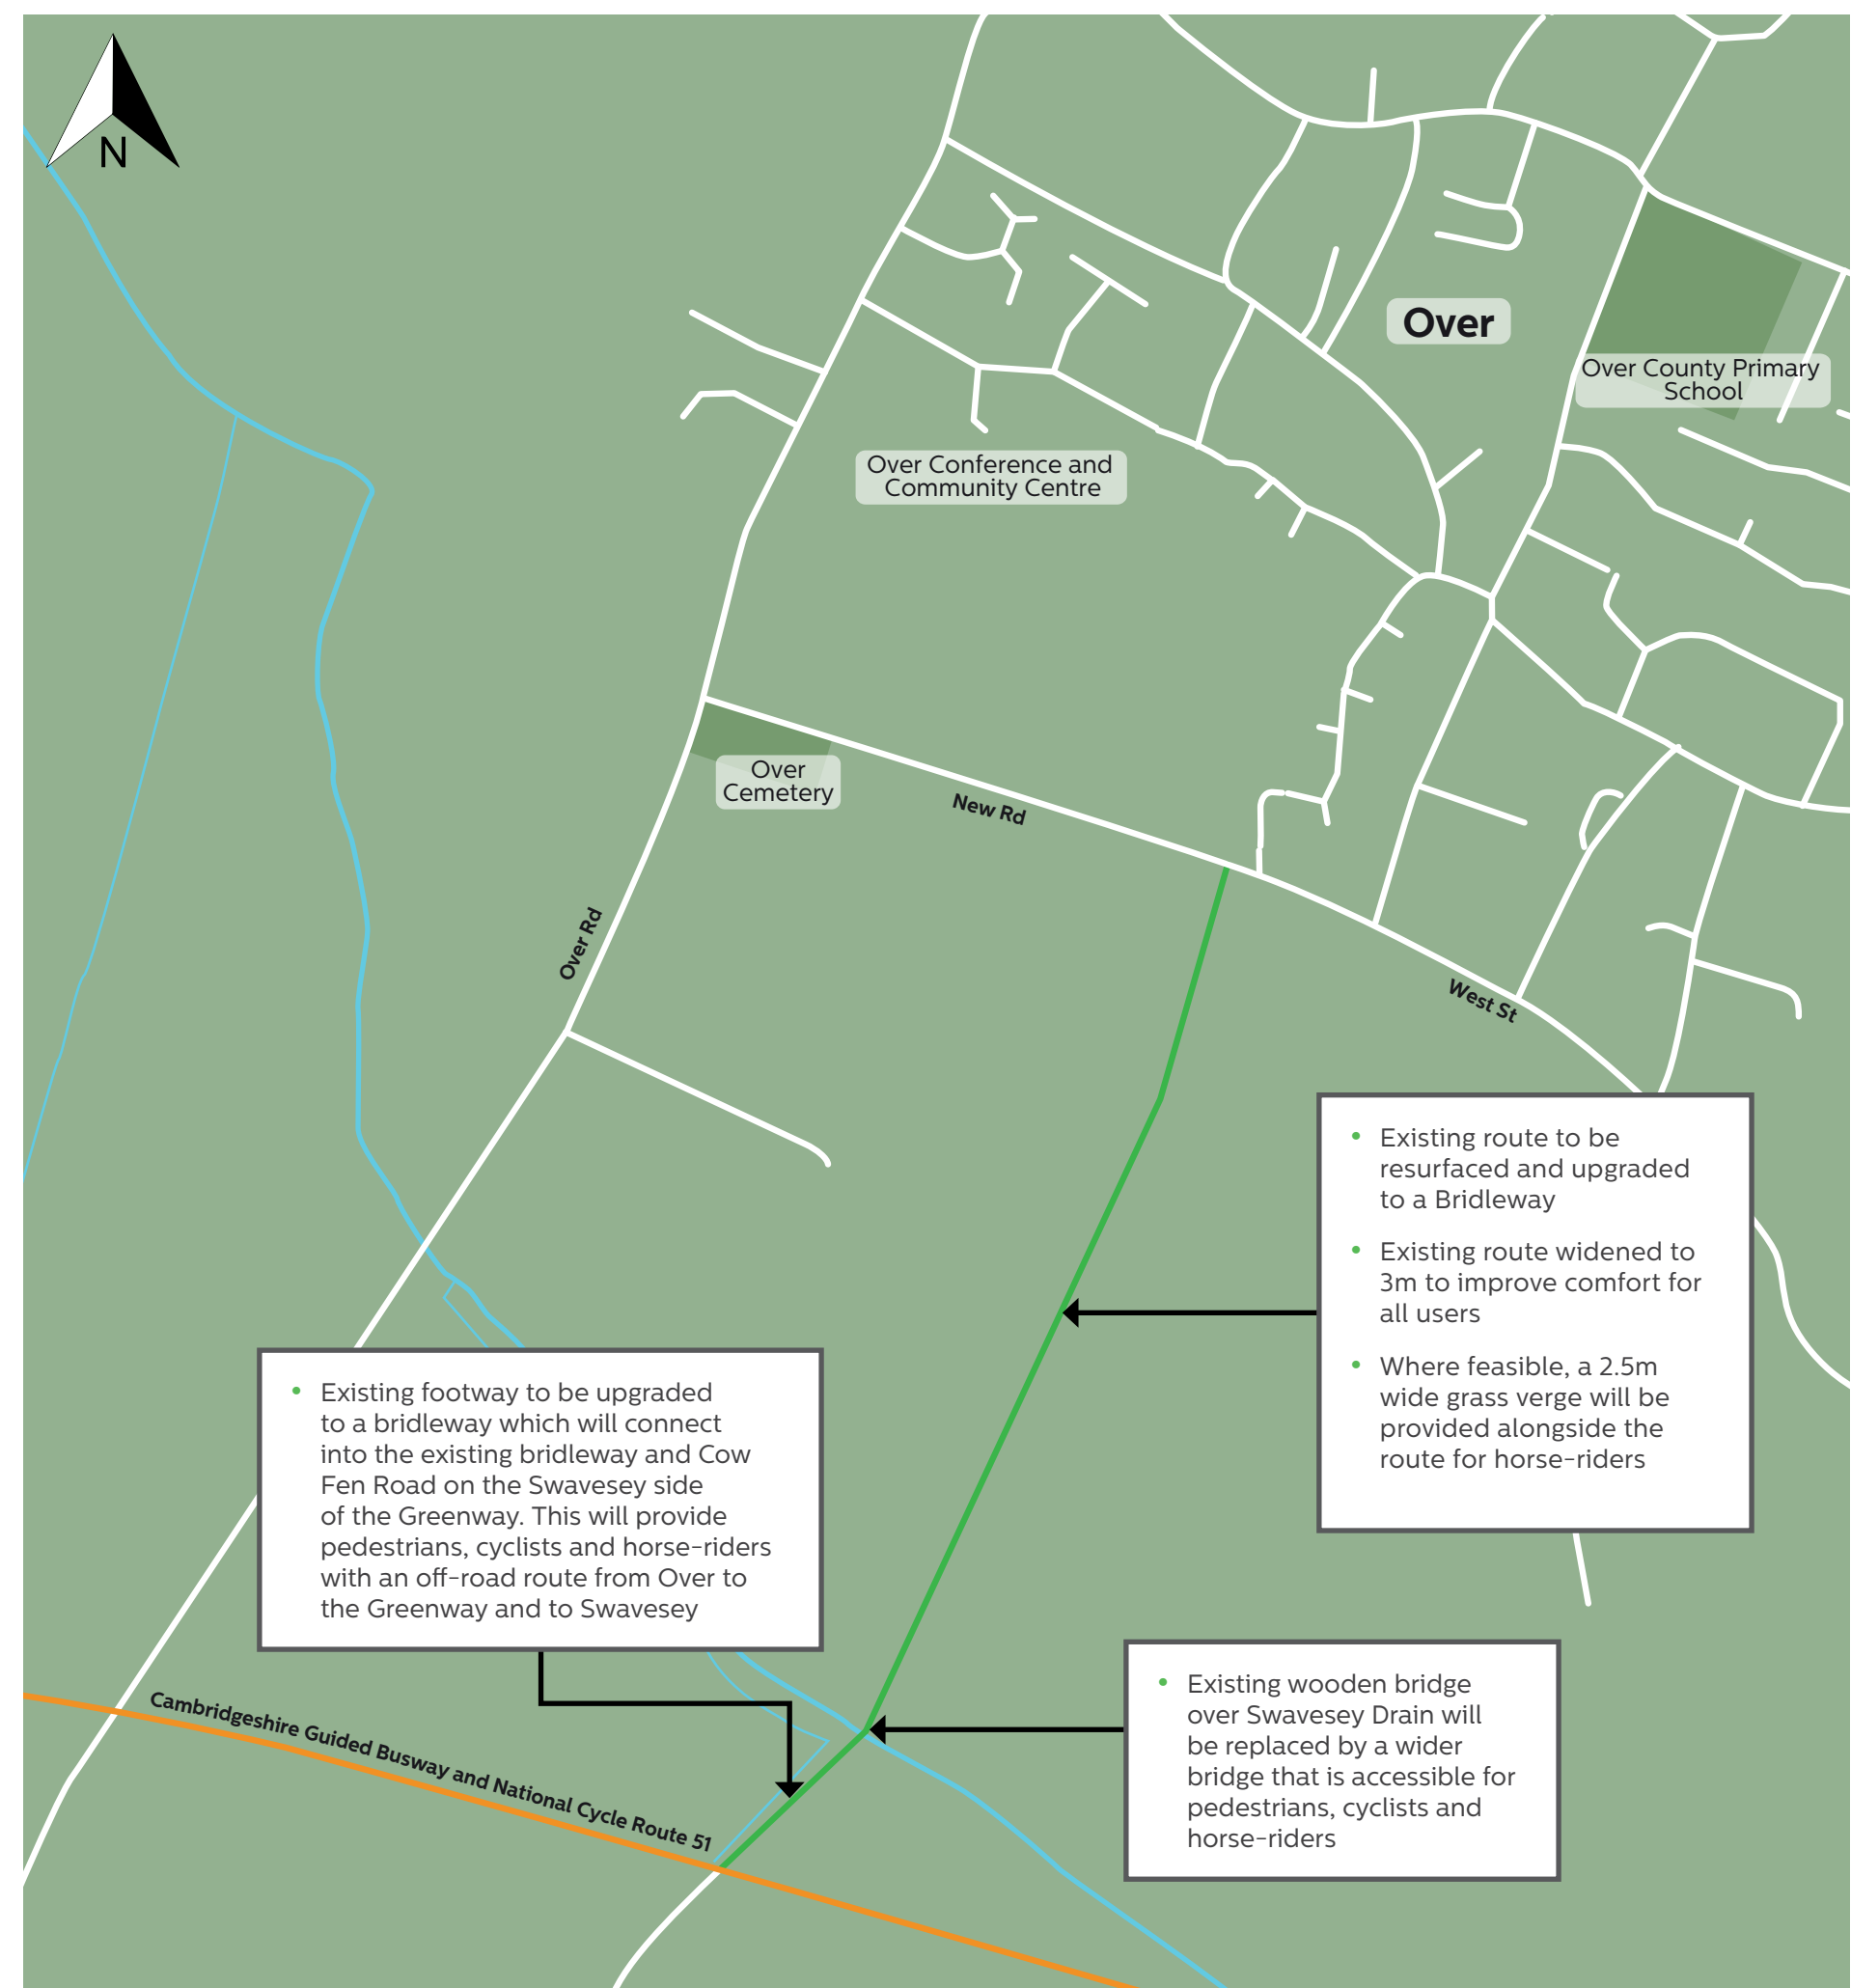 N
Over
Over County Primary
School
Over Conference and
Community Centre
Over
Cemetery
New Rd
Over Rd
West St
• Existing route to be
resurfaced and upgraded
to a Bridleway
• Existing route widened to
3m to improve comfort for
all users
• Where feasible, a 2.5m
wide grass verge will be
provided alongside the
route for horse-riders
• Existing footway to be upgraded
to a bridleway which will connect
into the existing bridleway and Cow
Fen Road on the Swavesey side
of the Greenway. This will provide
pedestrians, cyclists and horse-riders
with an off-road route from Over to
the Greenway and to Swavesey
• Existing wooden bridge
over Swavesey Drain will
be replaced by a wider
bridge that is accessible for
pedestrians, cyclists and
horse-riders
Cambridgeshire Guided Busway and National Cycle Route 51